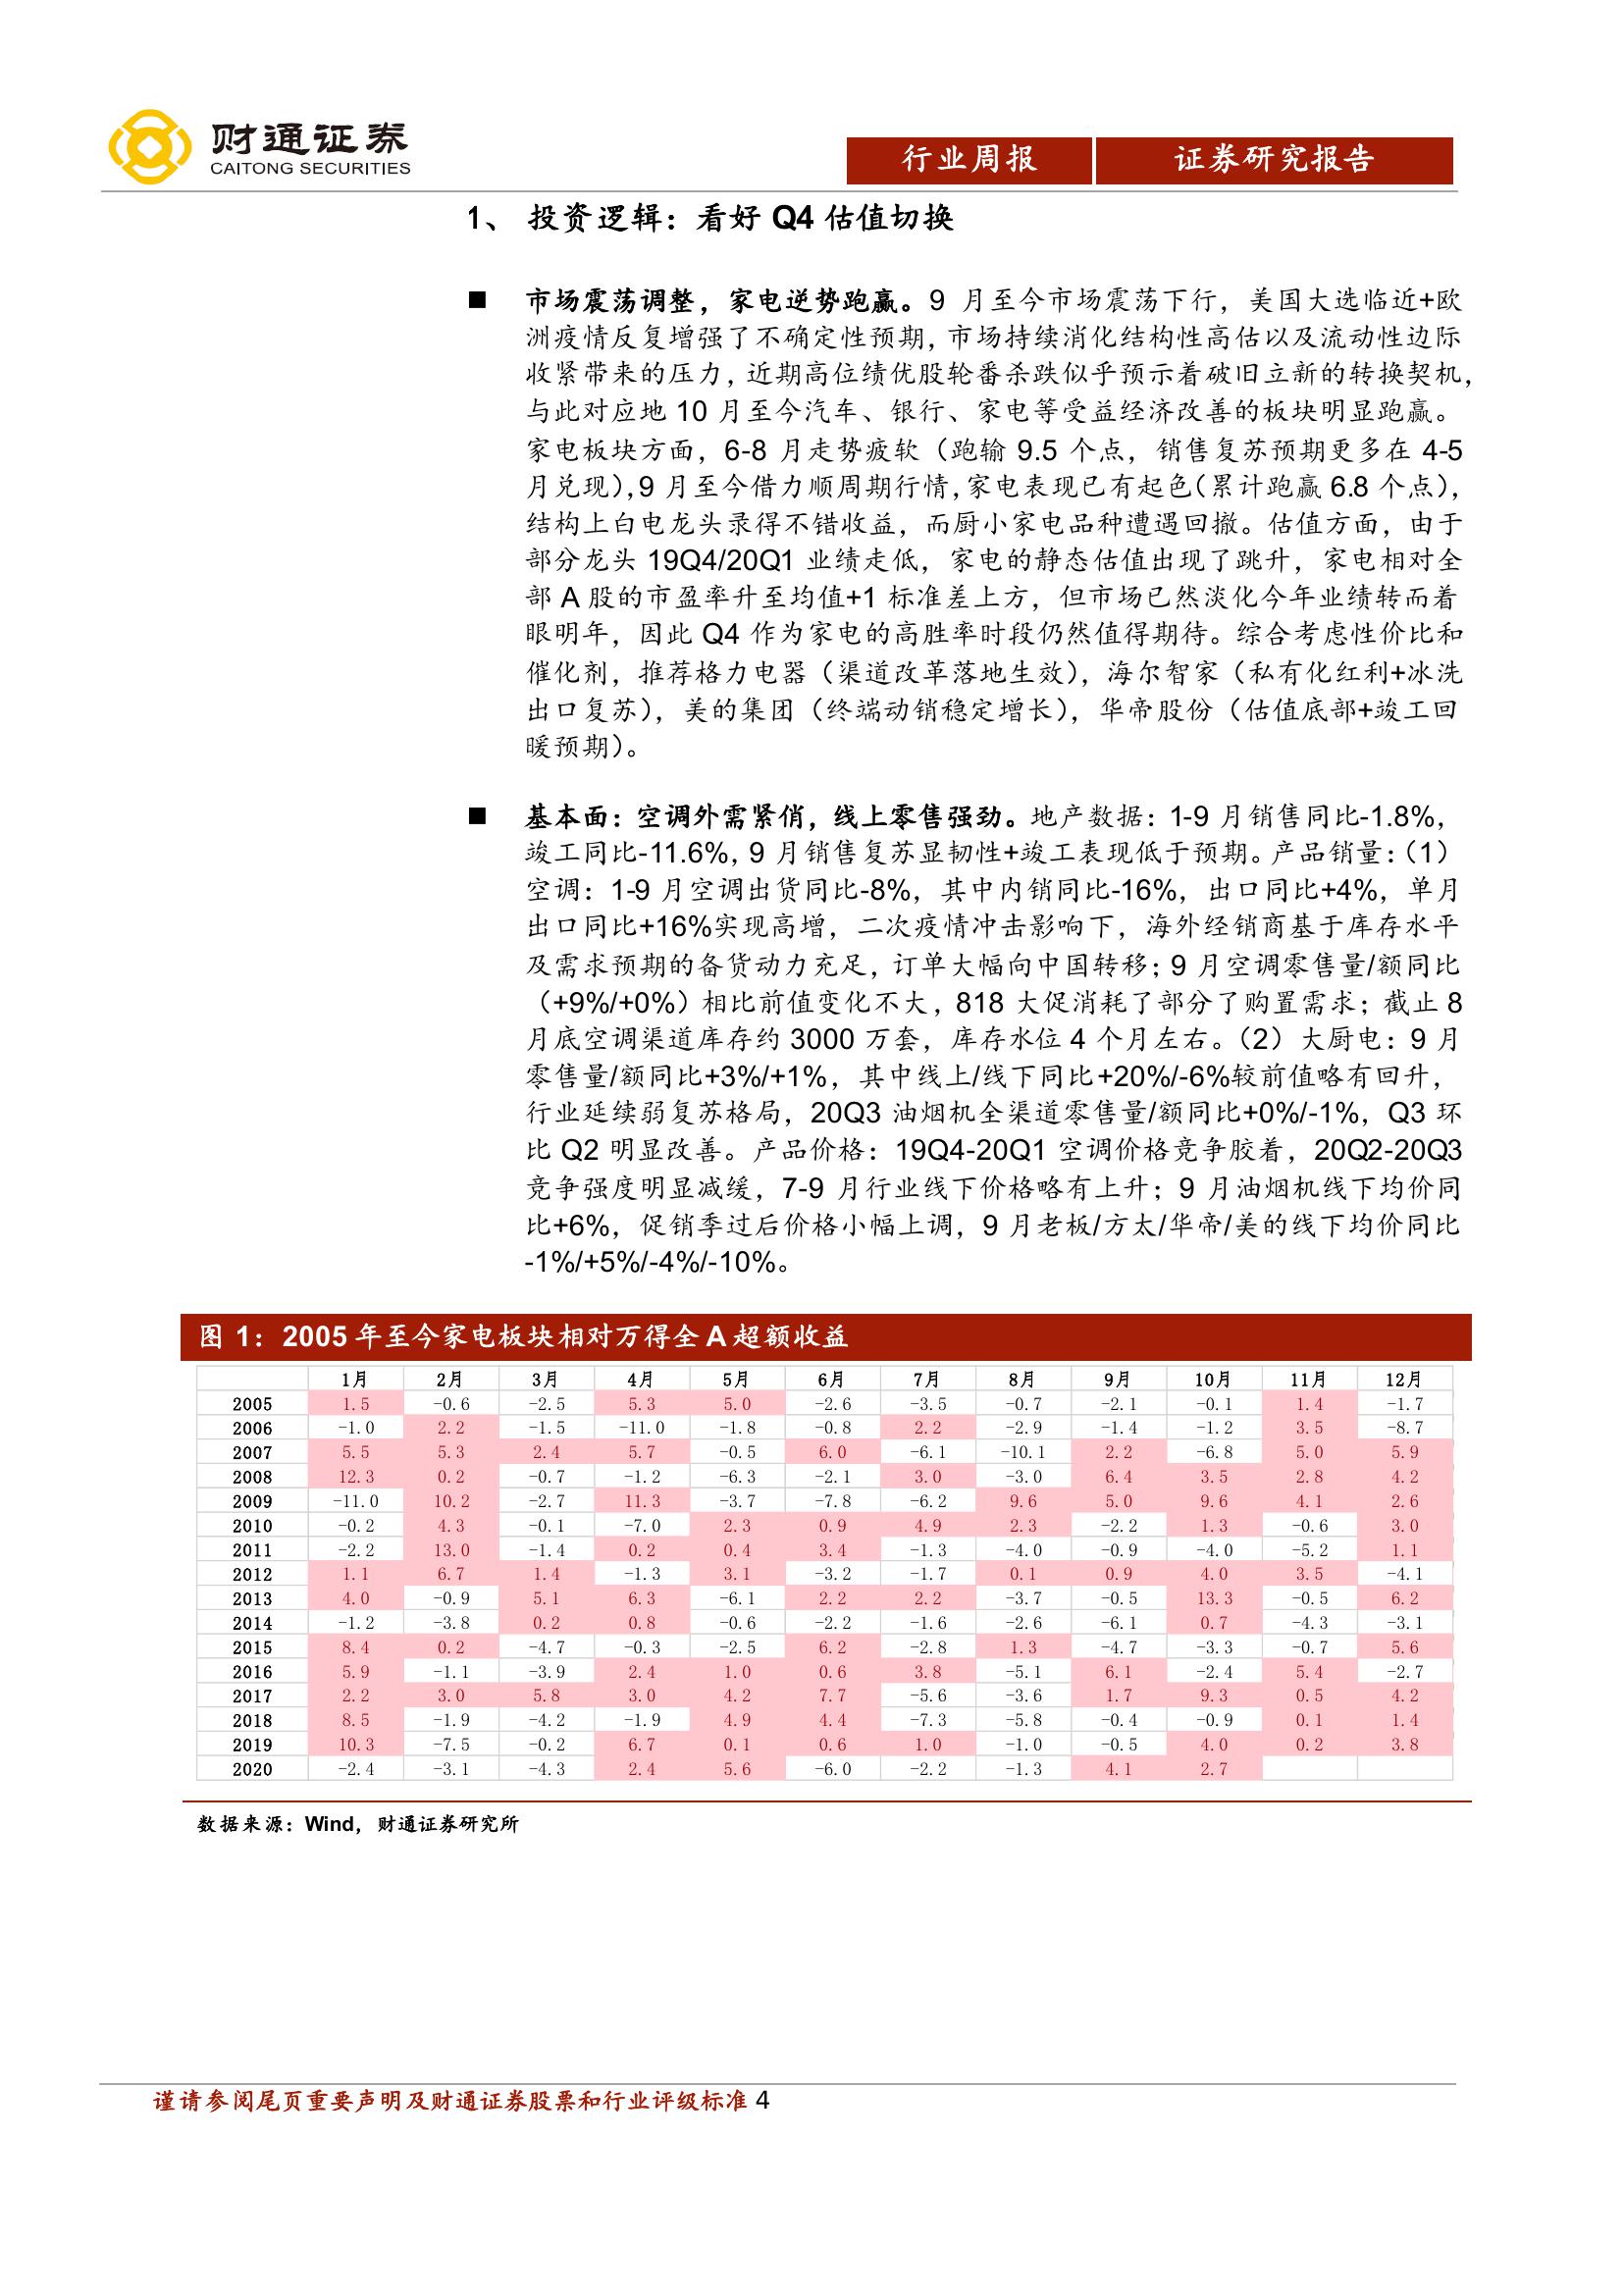 财通证券
CAITONG SECURITIES
行业周报 证券研究报告
1、 投资逻辑：看好 Q4 估值切换
■ 市场震荡调整，家电逆势跑赢。9 月至今市场震荡下行，美国大选临近+欧
洲疫情反复增强了不确定性预期，市场持续消化结构性高估以及流动性边际
收紧带来的压力，近期高位绩优股轮番杀跌似乎预示着破旧立新的转换契机，
与此对应地 10 月至今汽车、银行、家电等受益经济改善的板块明显跑赢。
家电板块方面，6-8 月走势疲软（跑输 9.5 个点，销售复苏预期更多在 4-5
月兑现），9 月至今借力顺周期行情，家电表现已有起色（累计跑赢 6.8 个点），
结构上白电龙头录得不错收益，而厨小家电品种遭遇回撤。估值方面，由于
部分龙头 19Q4/20Q1 业绩走低，家电的静态估值出现了跳升，家电相对全
部 A 股的市盈率升至均值+1 标准差上方，但市场已然淡化今年业绩转而着
眼明年，因此 Q4 作为家电的高胜率时段仍然值得期待。综合考虑性价比和
催化剂，推荐格力电器（渠道改革落地生效），海尔智家（私有化红利+冰洗
出口复苏），美的集团（终端动销稳定增长），华帝股份（估值底部+竣工回
暖预期）。
■ 基本面：空调外需紧俏，线上零售强劲。地产数据：1-9 月销售同比-1.8%，
竣工同比-11.6%，9 月销售复苏显韧性+竣工表现低于预期。产品销量：（1）
空调：1-9 月空调出货同比-8%，其中内销同比-16%，出口同比+4%，单月
出口同比+16%实现高增，二次疫情冲击影响下，海外经销商基于库存水平
及需求预期的备货动力充足，订单大幅向中国转移；9 月空调零售量/额同比
（+9%/+0%）相比前值变化不大，818 大促消耗了部分了购置需求；截止 8
月底空调渠道库存约 3000 万套，库存水位 4 个月左右。（2）大厨电：9 月
零售量/额同比+3%/+1%，其中线上/线下同比+20%/-6%较前值略有回升，
行业延续弱复苏格局，20Q3 油烟机全渠道零售量/额同比+0%/-1%，Q3 环
比 Q2 明显改善。产品价格：19Q4-20Q1 空调价格竞争胶着，20Q2-20Q3
竞争强度明显减缓，7-9 月行业线下价格略有上升；9 月油烟机线下均价同
比+6%，促销季过后价格小幅上调，9 月老板/方太/华帝/美的线下均价同比
-1%/+5%/-4%/-10%。
图 1：2005 年至今家电板块相对万得全 A 超额收益
1月 2月 3月 4月 5月 6月 7月 8月 9月 10月 11月 12月
2005 1.5 -0.6 -2.5 5.3 5.0 -2.6 -3.5 -0.7 -2.1 -0.1 1.4 -1.7
2006 -1.0 2.2 -1.5 -11.0 -1.8 -0.8 2.2 -2.9 -1.4 -1.2 3.5 -8.7
2007 5.5 5.3 2.4 5.7 -0.5 6.0 -6.1 -10.1 2.2 -6.8 5.0 5.9
2008 12.3 0.2 -0.7 -1.2 -6.3 -2.1 3.0 -3.0 6.4 3.5 2.8 4.2
2009 -11.0 10.2 -2.7 11.3 -3.7 -7.8 -6.2 9.6 5.0 9.6 4.1 2.6
2010 -0.2 4.3 -0.1 -7.0 2.3 0.9 4.9 2.3 -2.2 1.3 -0.6 3.0
2011 -2.2 13.0 -1.4 0.2 0.4 3.4 -1.3 -4.0 -0.9 -4.0 -5.2 1.1
2012 1.1 6.7 1.4 -1.3 3.1 -3.2 -1.7 0.1 0.9 4.0 3.5 -4.1
2013 4.0 -0.9 5.1 6.3 -6.1 2.2 2.2 -3.7 -0.5 13.3 -0.5 6.2
2014 -1.2 -3.8 0.2 0.8 -0.6 -2.2 -1.6 -2.6 -6.1 0.7 -4.3 -3.1
2015 8.4 0.2 -4.7 -0.3 -2.5 6.2 -2.8 1.3 -4.7 -3.3 -0.7 5.6
2016 5.9 -1.1 -3.9 2.4 1.0 0.6 3.8 -5.1 6.1 -2.4 5.4 -2.7
2017 2.2 3.0 5.8 3.0 4.2 7.7 -5.6 -3.6 1.7 9.3 0.5 4.2
2018 8.5 -1.9 -4.2 -1.9 4.9 4.4 -7.3 -5.8 -0.4 -0.9 0.1 1.4
2019 10.3 -7.5 -0.2 6.7 0.1 0.6 1.0 -1.0 -0.5 4.0 0.2 3.8
2020 -2.4 -3.1 -4.3 2.4 5.6 -6.0 -2.2 -1.3 4.1 2.7
数据来源：Wind，财通证券研究所
谨请参阅尾页重要声明及财通证券股票和行业评级标准 4